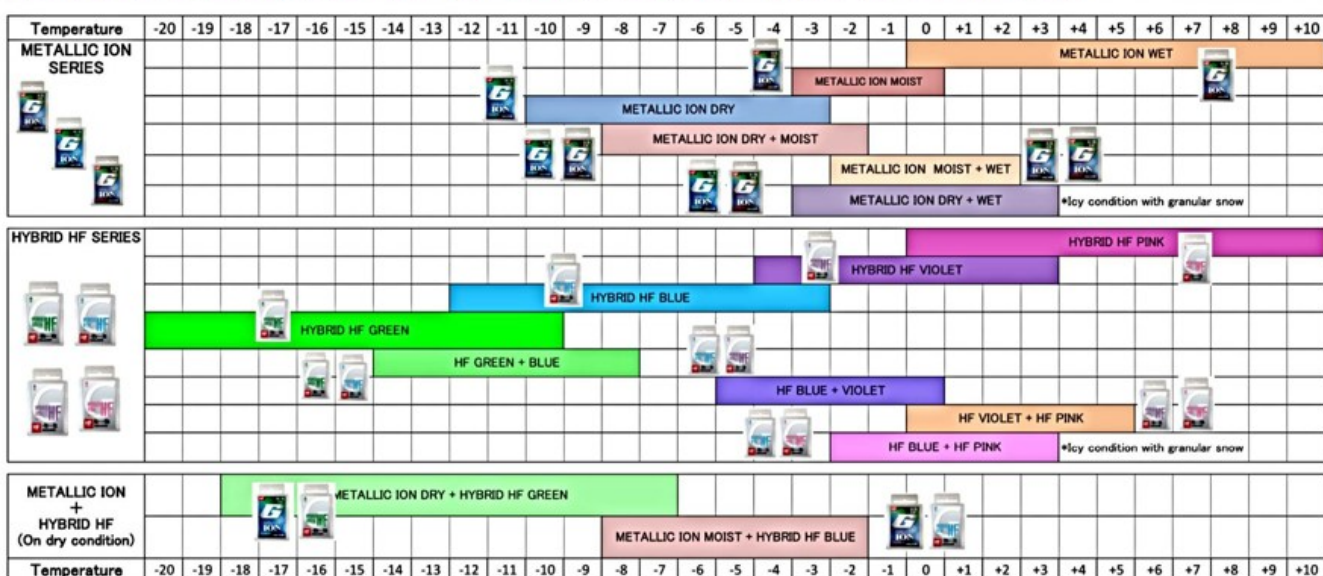 Temperature -20 -19 -18 -17 -16 -15 -14 -13 -12 -11 -10 -9 -8 -7 -6 -5 -4 -3 -2 -1 0 +1 +2 +3 +4 +5 +6 +7 +8 +9 +10
METALLIC ION
SERIES
METALLIC ION WET
METALLIC ION MOIST
METALLIC ION DRY
METALLIC ION DRY + MOIST
METALLIC ION MOIST + WET
METALLIC ION DRY + WET *Icy condition with granular snow
HYBRID HF SERIES
HYBRID HF PINK
HYBRID HF VIOLET
HYBRID HF BLUE
HYBRID HF GREEN
HF GREEN + BLUE
HF BLUE + VIOLET
HF VIOLET + HF PINK
HF BLUE + HF PINK *Icy condition with granular snow
METALLIC ION
+
HYBRID HF
(On dry condition)
METALLIC ION DRY + HYBRID HF GREEN
METALLIC ION MOIST + HYBRID HF BLUE
Temperature -20 -19 -18 -17 -16 -15 -14 -13 -12 -11 -10 -9 -8 -7 -6 -5 -4 -3 -2 -1 0 +1 +2 +3 +4 +5 +6 +7 +8 +9 +10
G
ION
HF